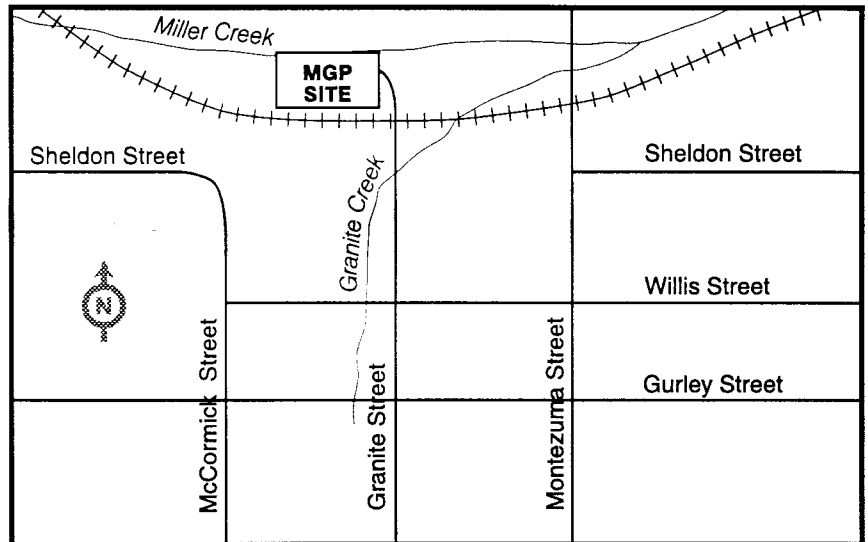 Miller Creek
MGP
SITE
Sheldon Street
Sheldon Street
Granite Creek
N
Willis Street
McCormick Street
Granite Street
Montezuma Street
Gurley Street